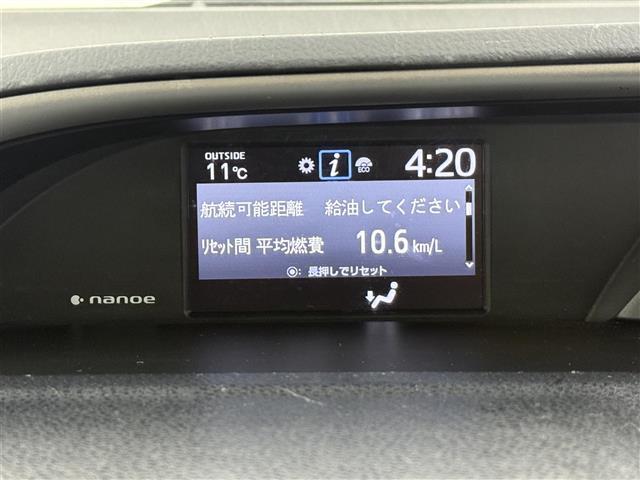 OUTSIDE
11℃
i
ECO
4:20
航続可能距離 給油してください
リセット間 平均燃費 10.6 km/L
⦿: 長押しでリセット
nanoe